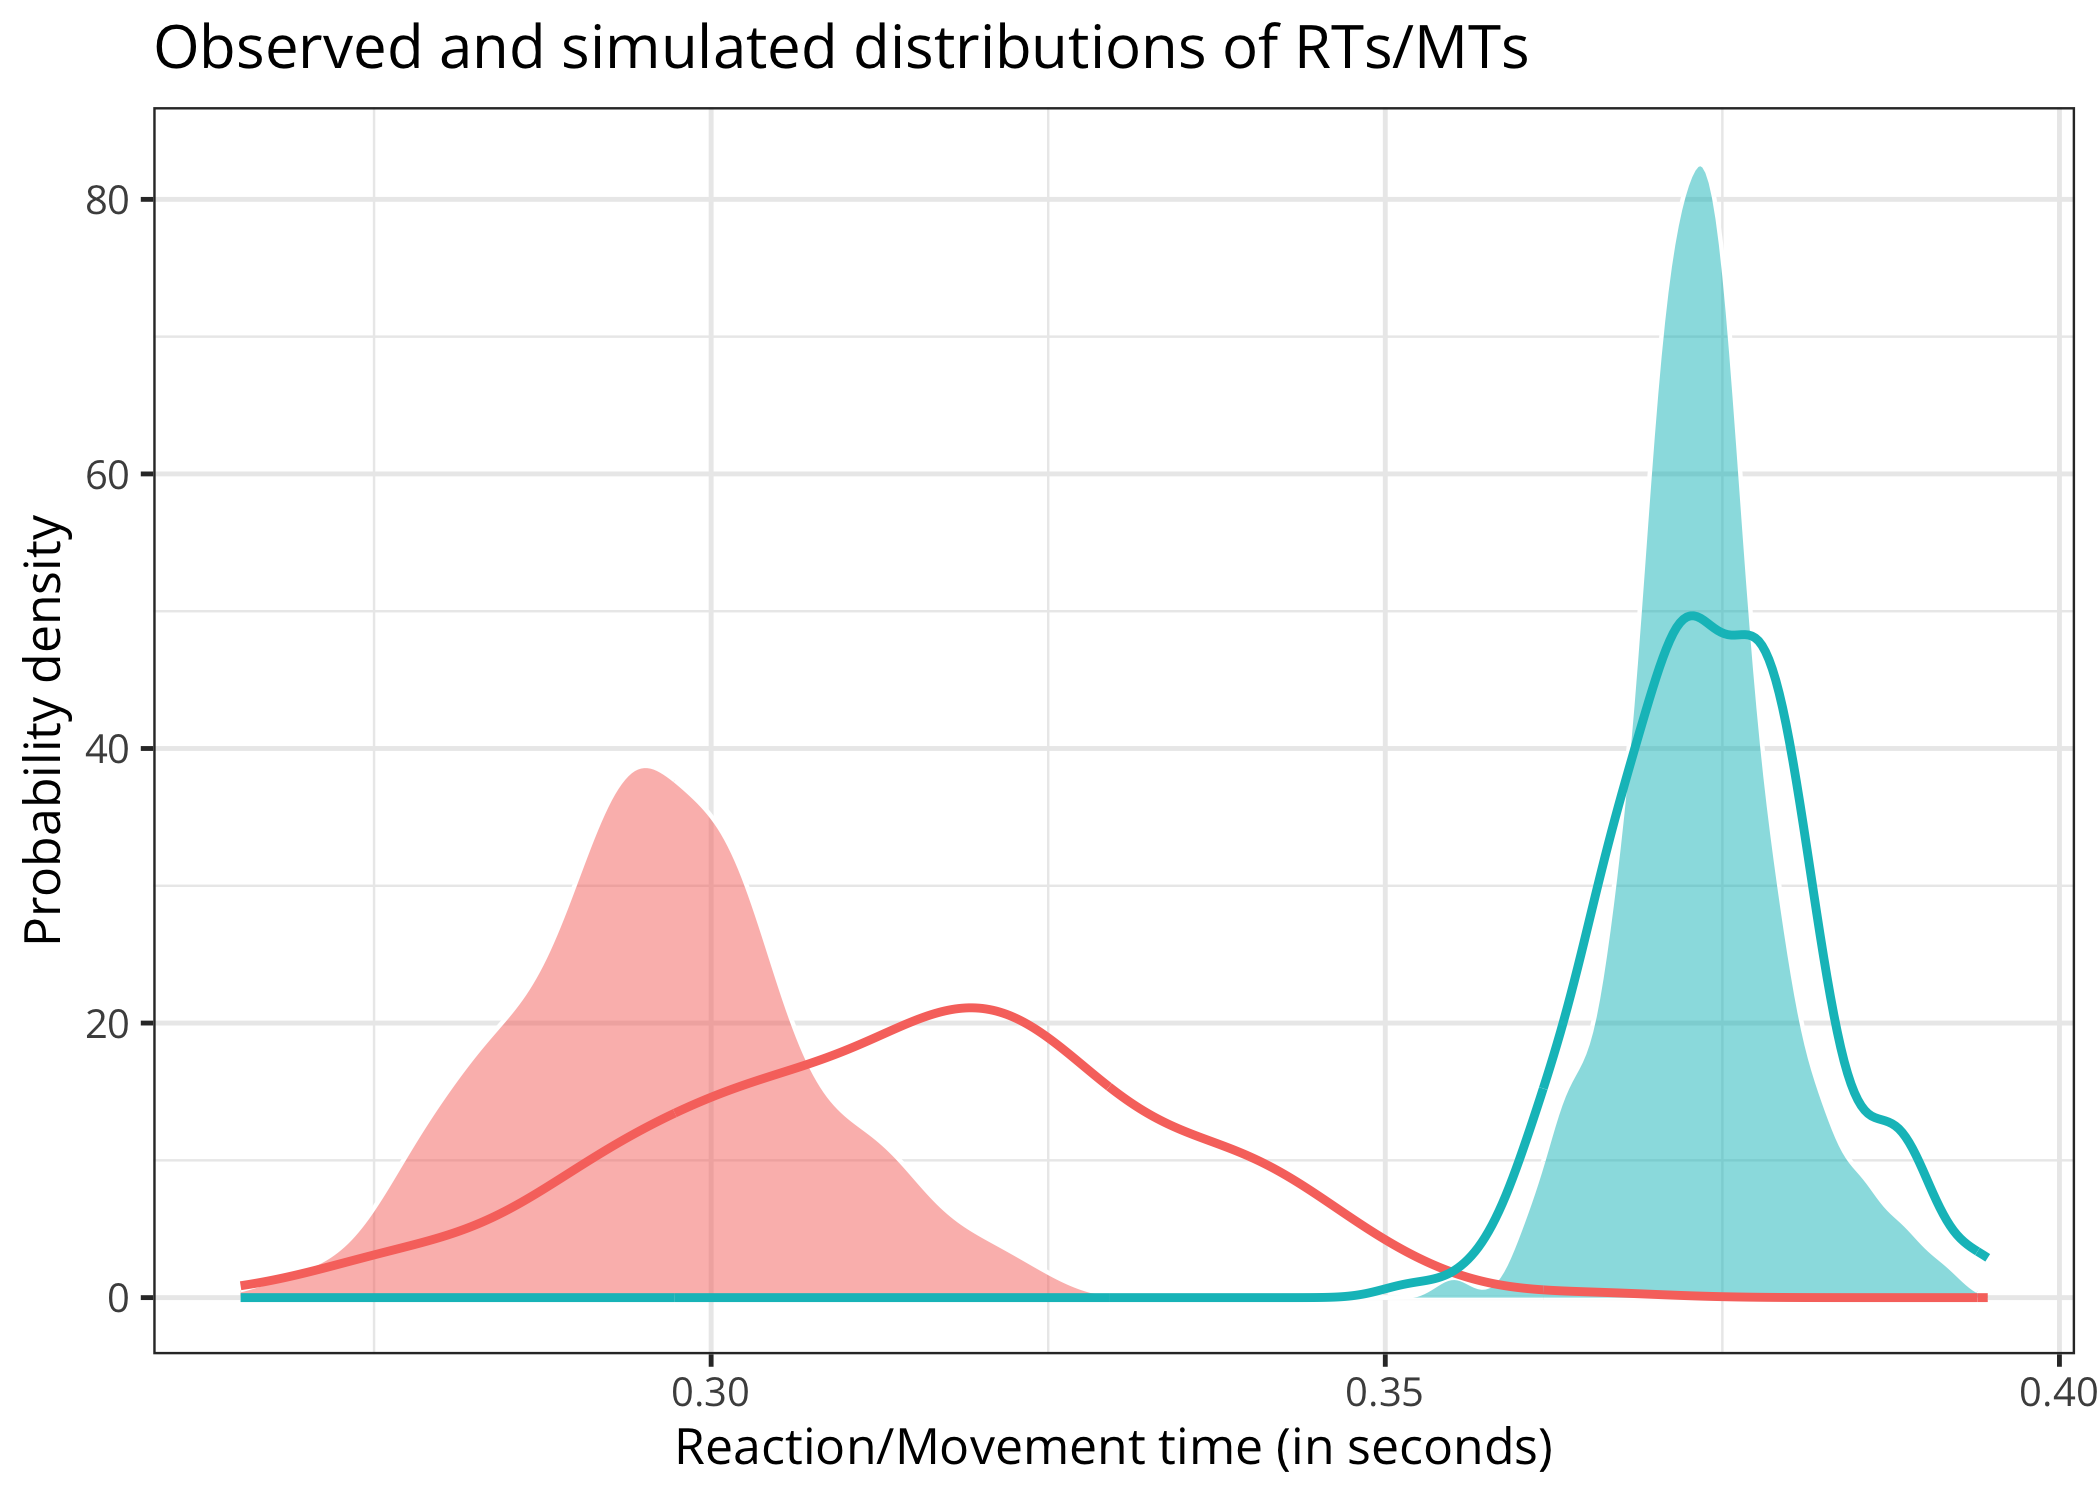 Observed and simulated distributions of RTs/MTs
Probability density
80
60
40
20
0
0.30
0.35
0.40
Reaction/Movement time (in seconds)